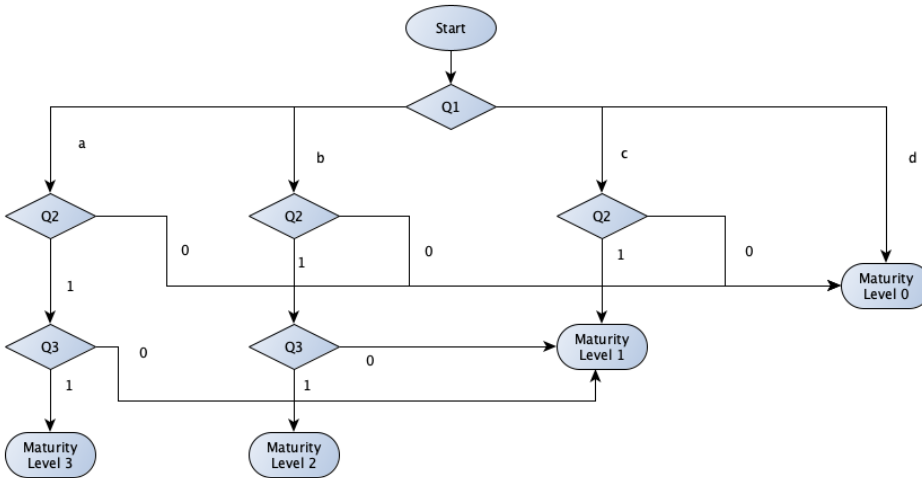 Start
Q1
a
b
c
d
Q2
Q2
Q2
0
0
0
1
1
1
Maturity
Level 0
Q3
Q3
Maturity
Level 1
0
0
1
1
Maturity
Level 3
Maturity
Level 2